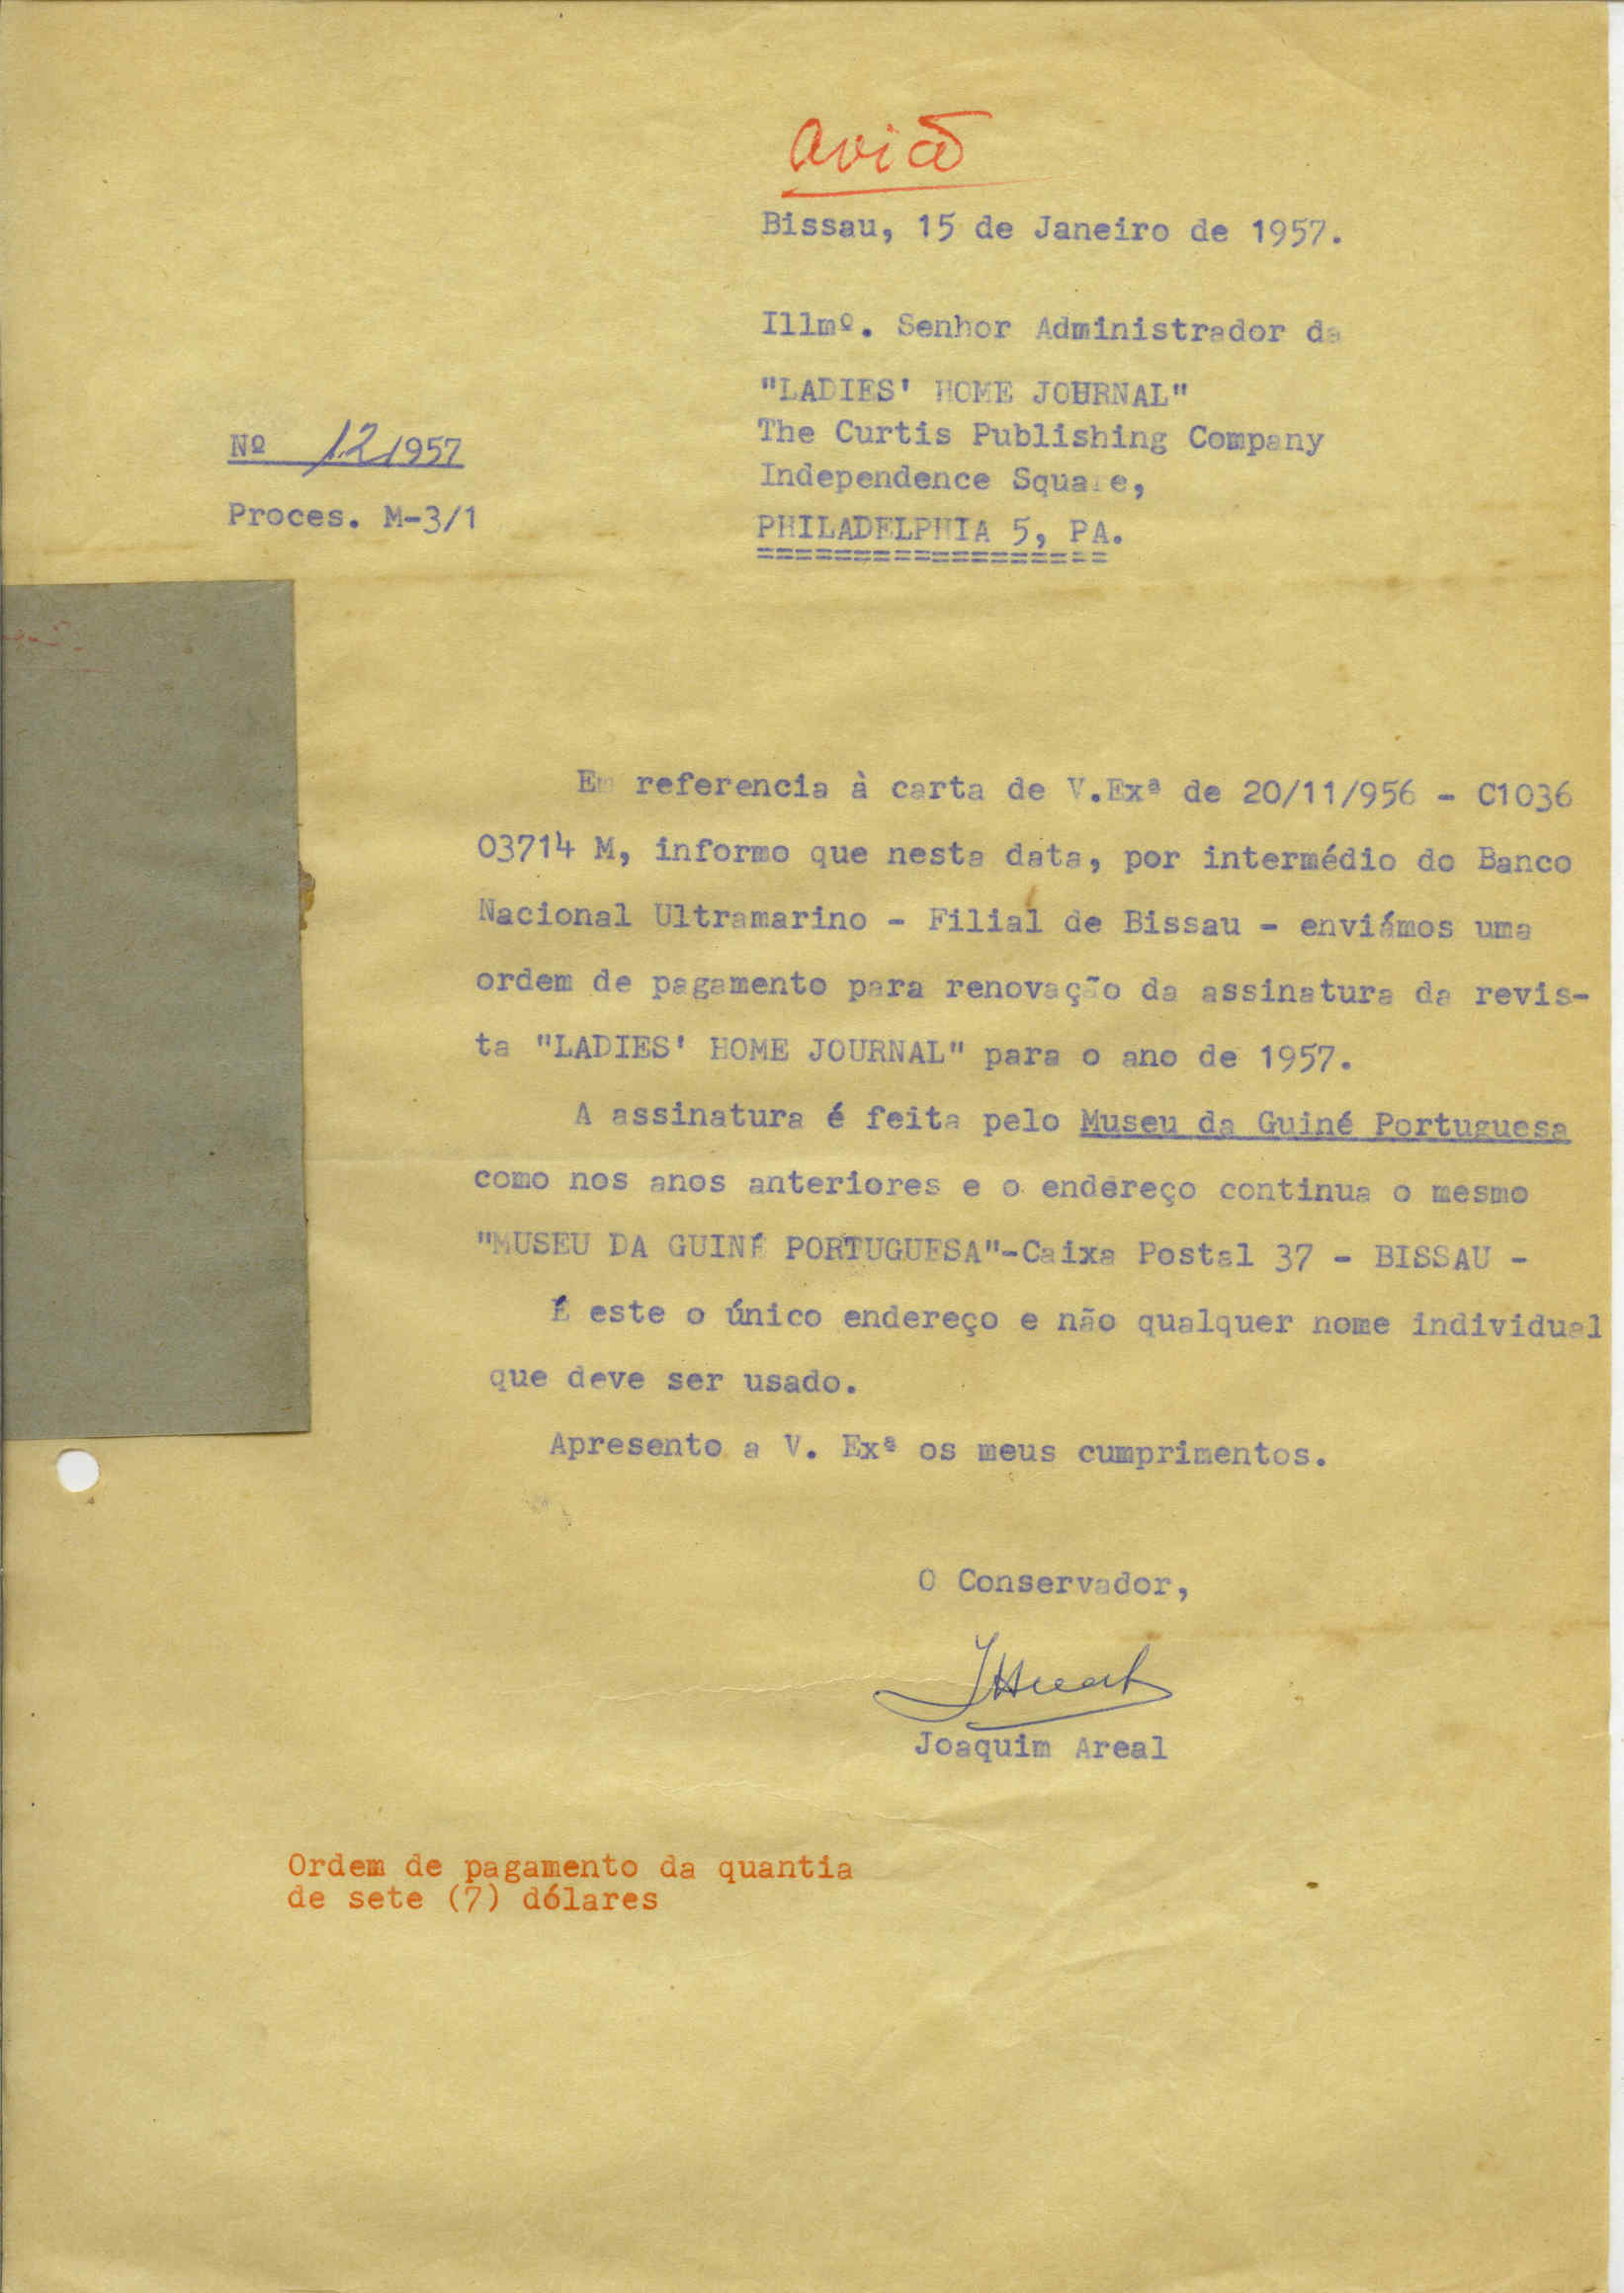 avião
Bissau, 15 de Janeiro de 1957.
Illmº. Senhor Administrador da
"LADIES' HOME JOURNAL"
The Curtis Publishing Company
Independence Square,
PHILADELPHIA 5, PA.
==================
Nº 12/1957
Proces. M-3/1
Em referencia à carta de V.Exª de 20/11/956 - C1036
03714 M, informo que nesta data, por intermédio do Banco
Nacional Ultramarino - Filial de Bissau - enviámos uma
ordem de pagamento para renovação da assinatura da revis-
ta "LADIES' HOME JOURNAL" para o ano de 1957.
A assinatura é feita pelo Museu da Guiné Portuguesa
como nos anos anteriores e o endereço continua o mesmo
"MUSEU DA GUINÉ PORTUGUESA"-Caixa Postal 37 - BISSAU -
É este o único endereço e não qualquer nome individual
que deve ser usado.
Apresento a V. Exª os meus cumprimentos.
O Conservador,
JAreal
Joaquim Areal
Ordem de pagamento da quantia
de sete (7) dólares